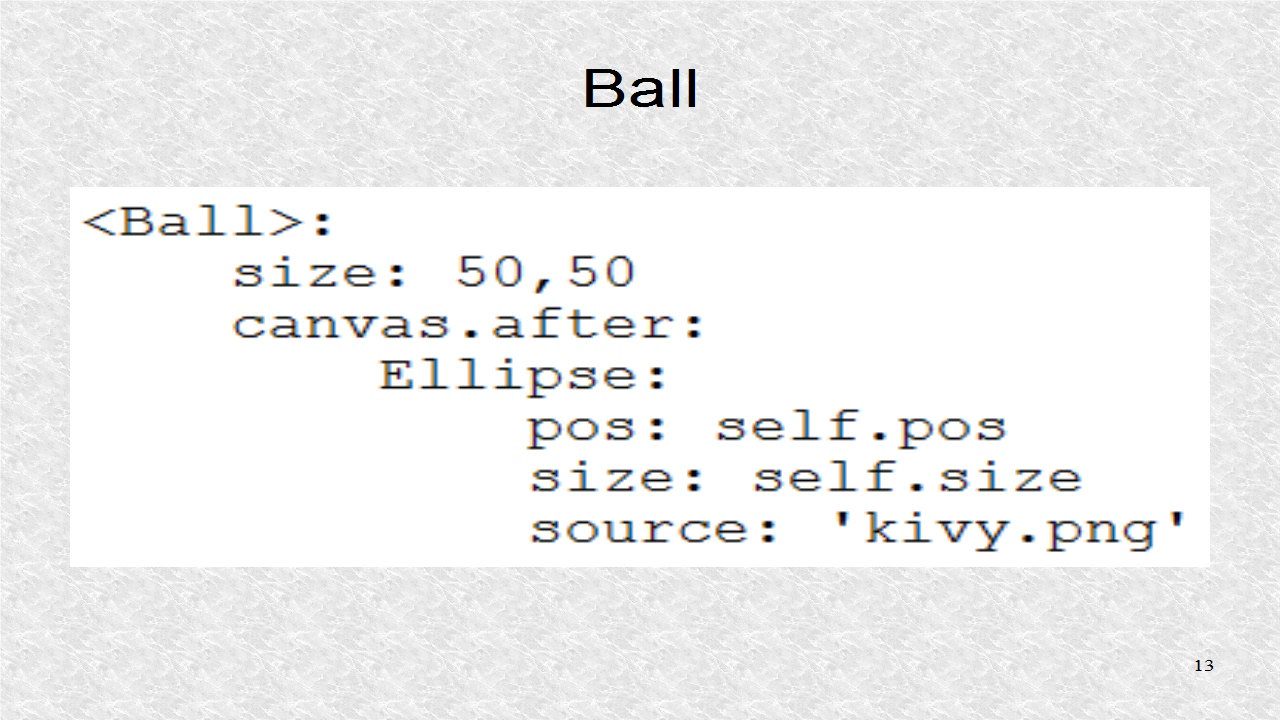 Ball
<Ball>:
    size: 50,50
    canvas.after:
        Ellipse:
            pos: self.pos
            size: self.size
            source: 'kivy.png'
13